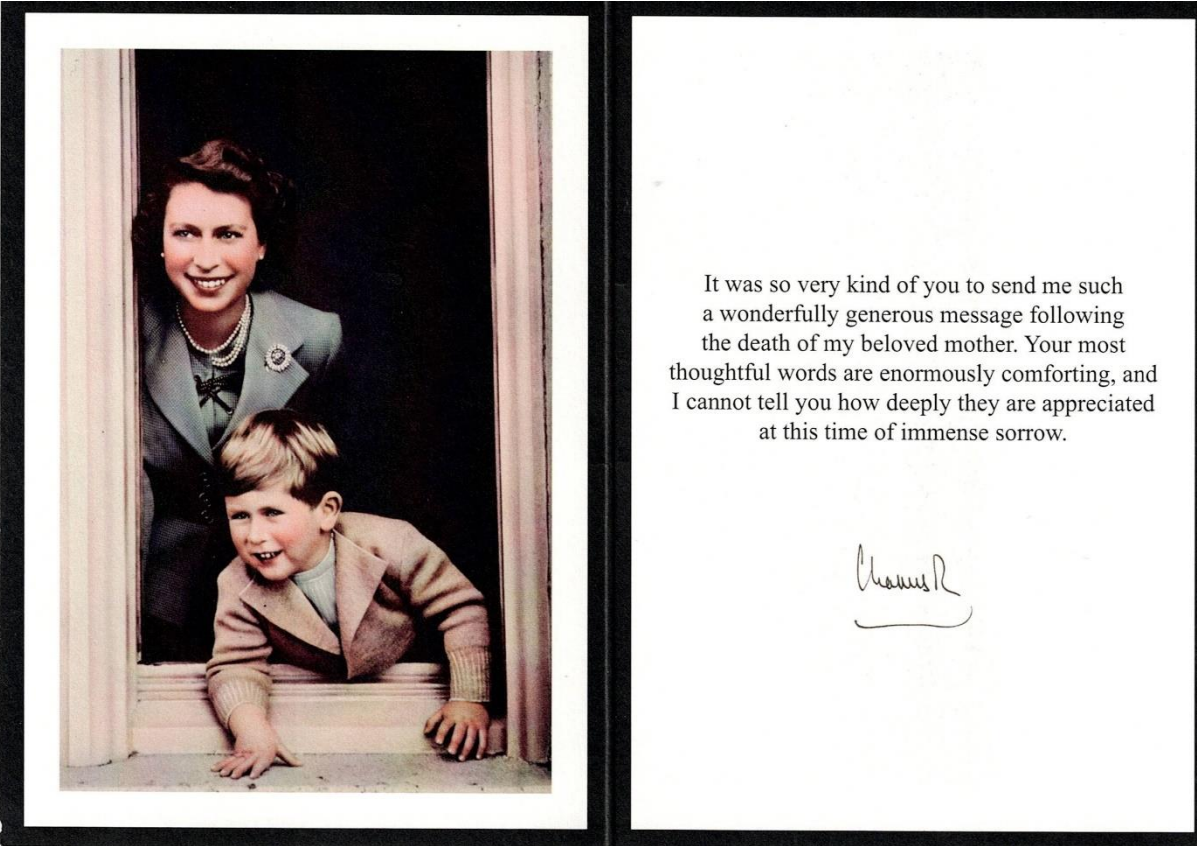 It was so very kind of you to send me such
a wonderfully generous message following
the death of my beloved mother. Your most
thoughtful words are enormously comforting, and
I cannot tell you how deeply they are appreciated
at this time of immense sorrow.
Charles R